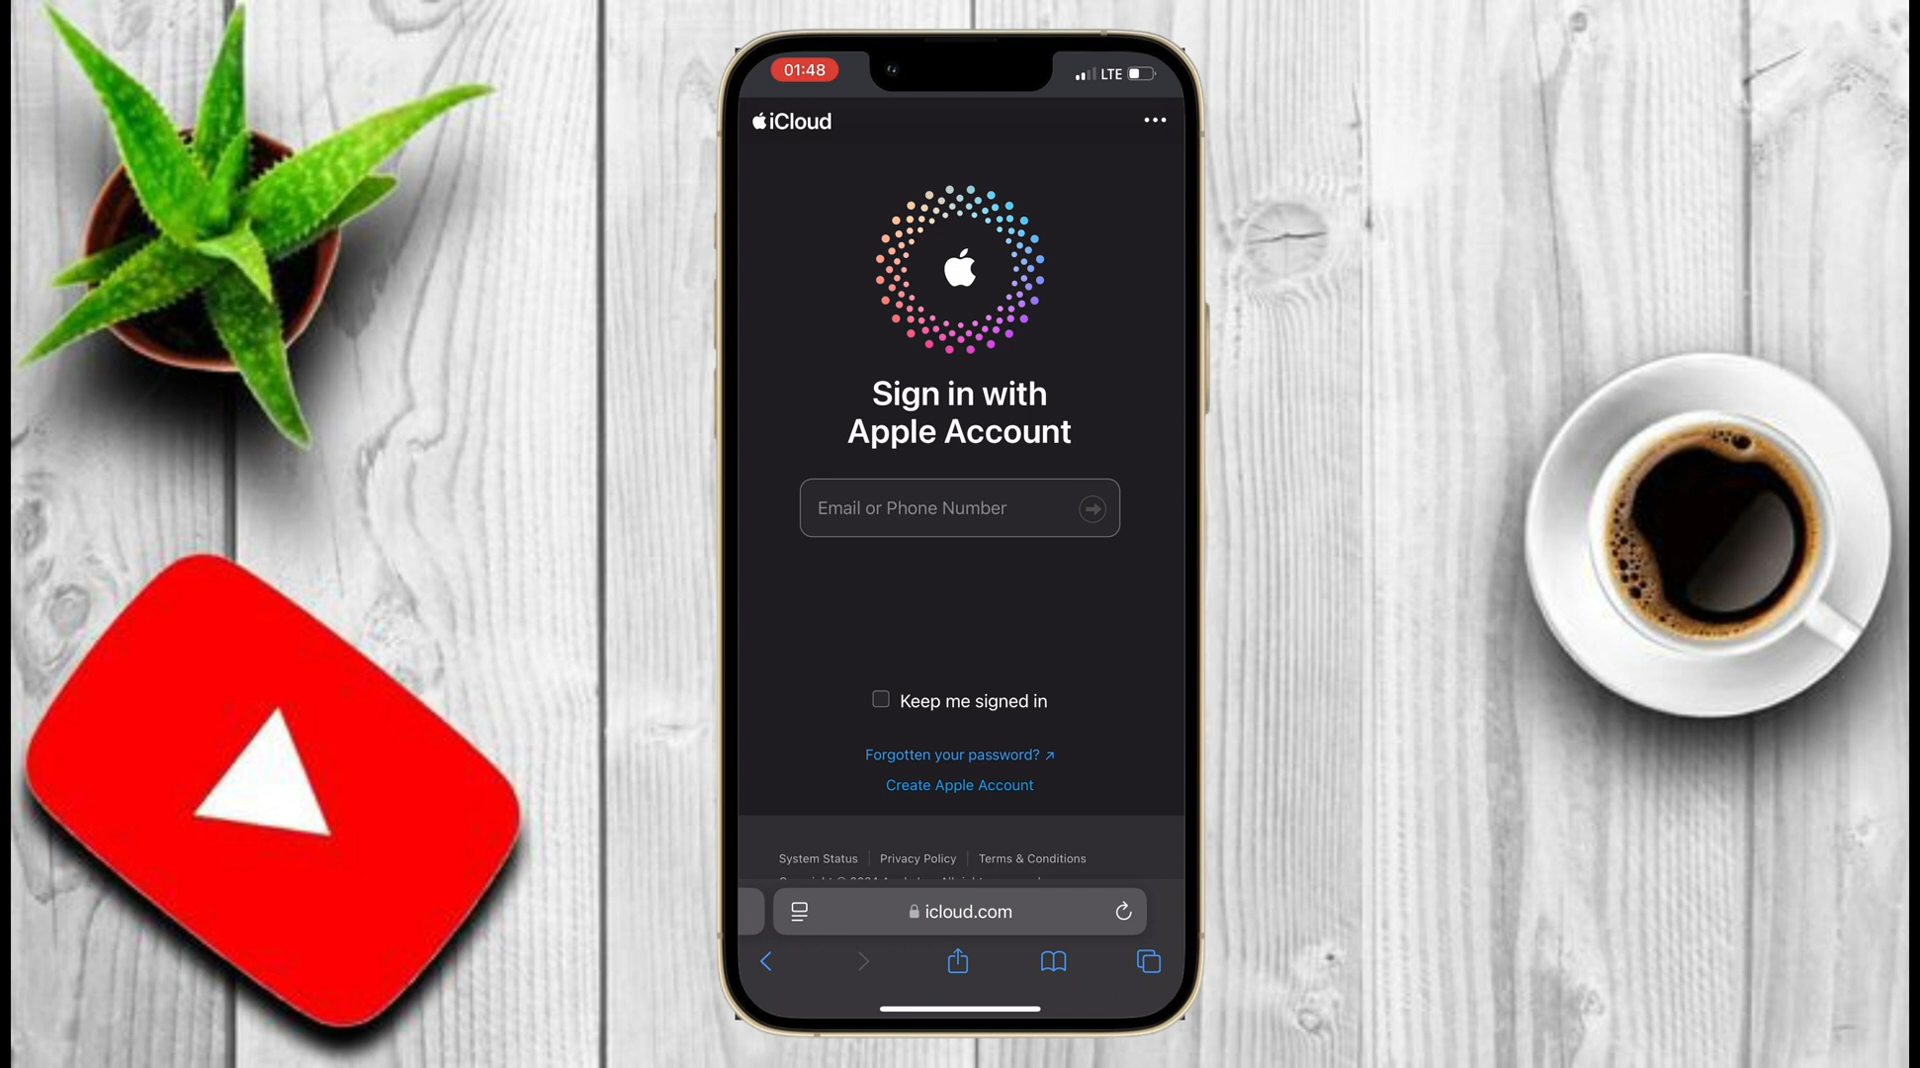 01:48
LTE
iCloud
Sign in with
Apple Account
Email or Phone Number
Keep me signed in
Forgotten your password? ↗
Create Apple Account
System Status | Privacy Policy | Terms & Conditions
icloud.com